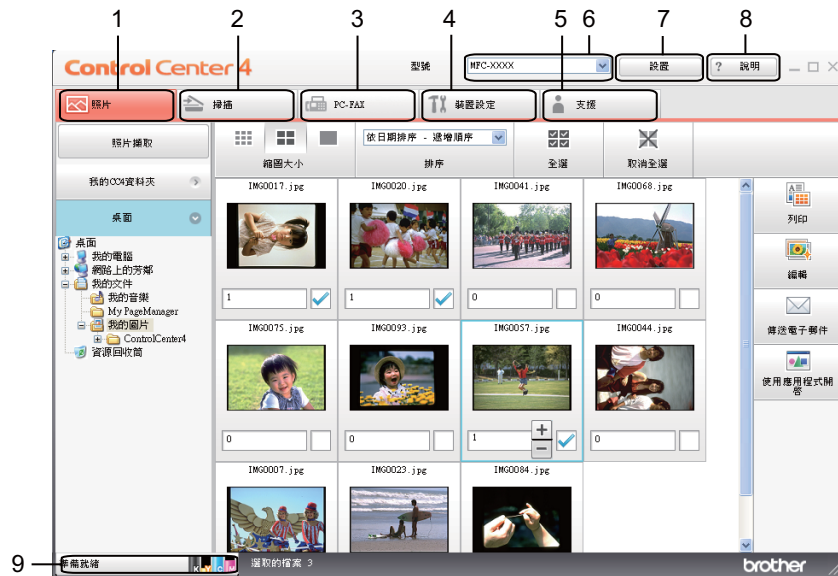 1 2 3 4 5 6 7 8
Control Center4 型號 MFC-XXXX 設置 ? 說明
照片 掃描 PC-FAX 裝置設定 支援
照片擷取
我的CC4資料夾
桌面
桌面
我的電腦
網路上的芳鄰
我的文件
我的音樂
My PageManager
我的圖片
ControlCenter4
資源回收筒
縮圖大小
依日期排序 - 遞增順序
排序
全選
取消全選
IMG0017.jpg IMG0020.jpg IMG0041.jpg IMG0068.jpg
1 1 0 0
IMG0075.jpg IMG0093.jpg IMG0057.jpg IMG0044.jpg
0 0 1 + − 0
IMG0007.jpg IMG0023.jpg IMG0084.jpg
列印
編輯
傳送電子郵件
使用應用程式開
啓
9 準備就緒 K Y C M 選取的檔案 3 brother